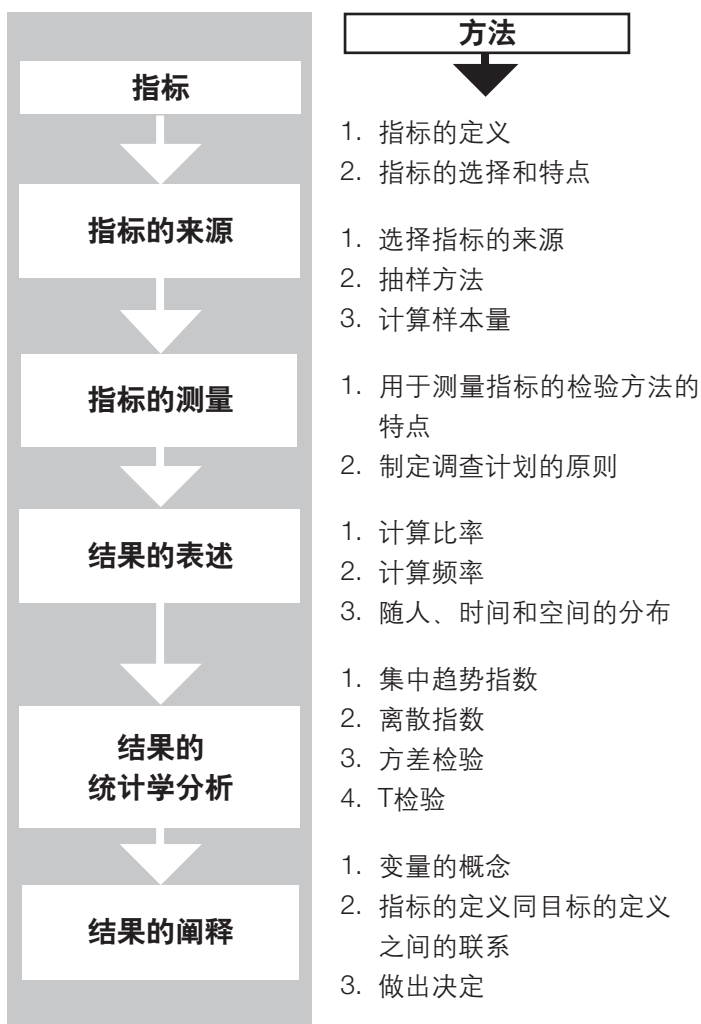 方法
指标
1. 指标的定义
2. 指标的选择和特点
指标的来源
1. 选择指标的来源
2. 抽样方法
3. 计算样本量
指标的测量
1. 用于测量指标的检验方法的
特点
2. 制定调查计划的原则
结果的表述
1. 计算比率
2. 计算频率
3. 随人、时间和空间的分布
结果的
统计学分析
1. 集中趋势指数
2. 离散指数
3. 方差检验
4. T检验
结果的阐释
1. 变量的概念
2. 指标的定义同目标的定义
之间的联系
3. 做出决定